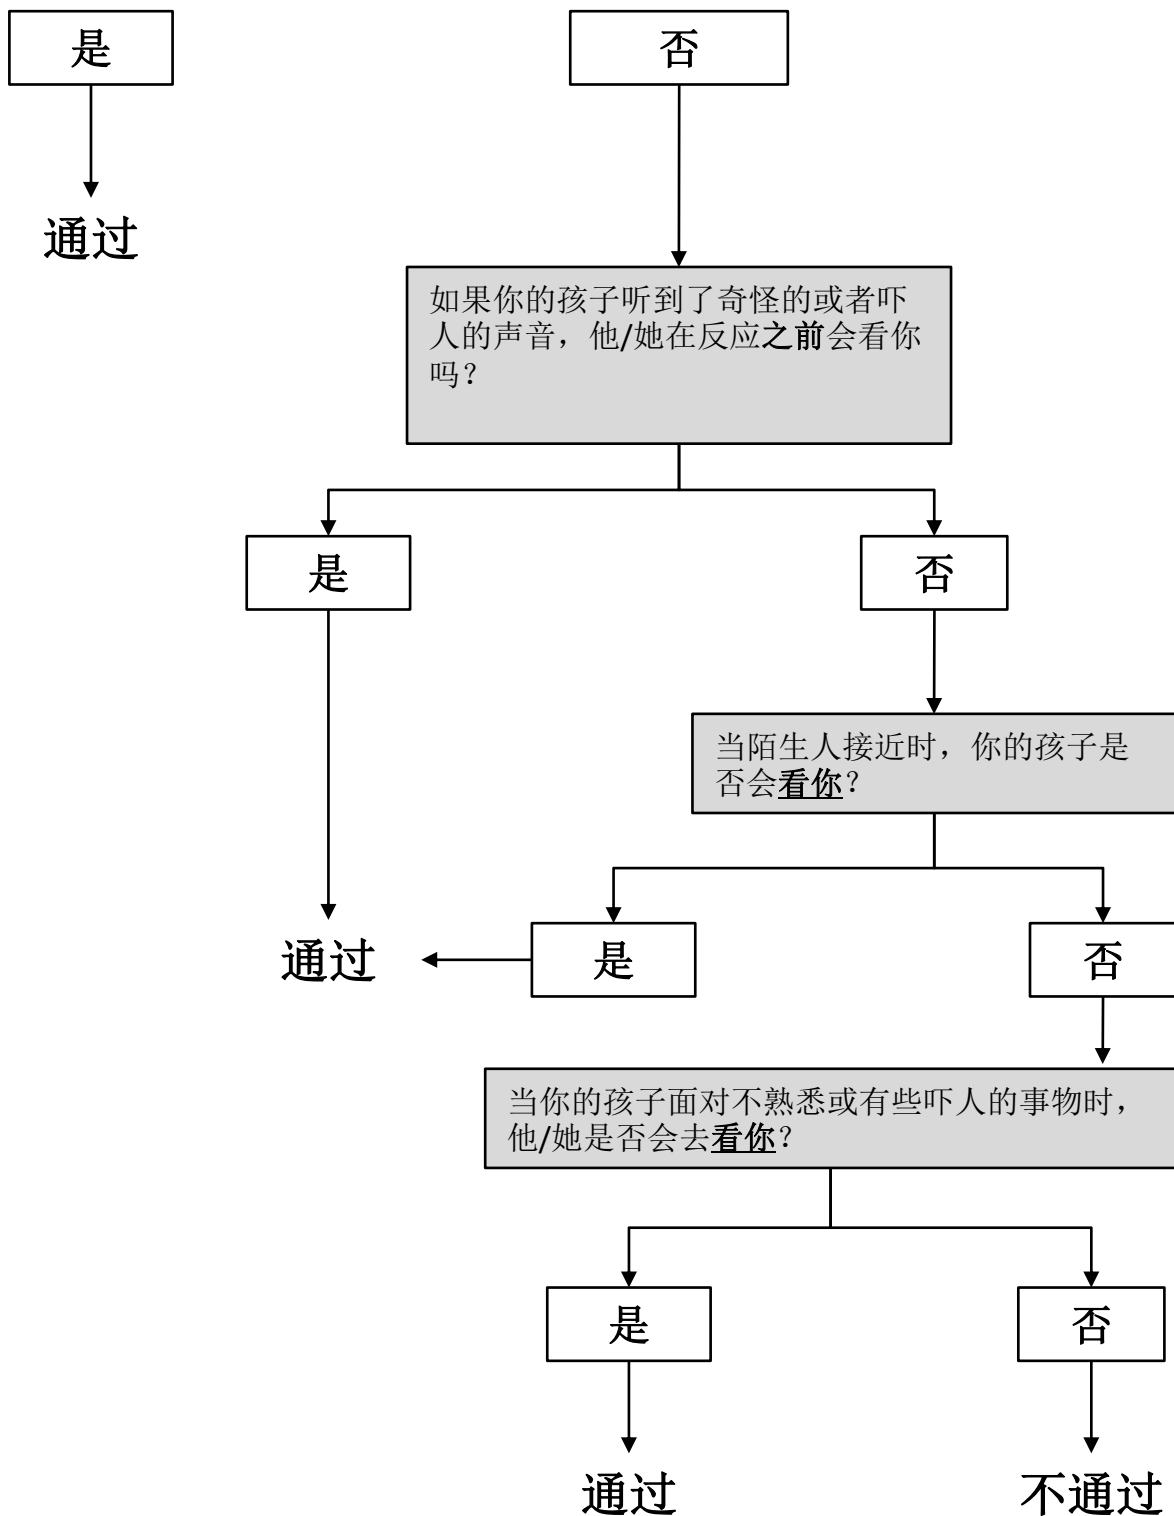 是
否
通过
如果你的孩子听到了奇怪的或者吓
人的声音，他/她在反应之前会看你
吗？
是
否
当陌生人接近时，你的孩子是
否会看你？
通过
是
否
当你的孩子面对不熟悉或有些吓人的事物时，
他/她是否会去看你？
是
否
通过
不通过